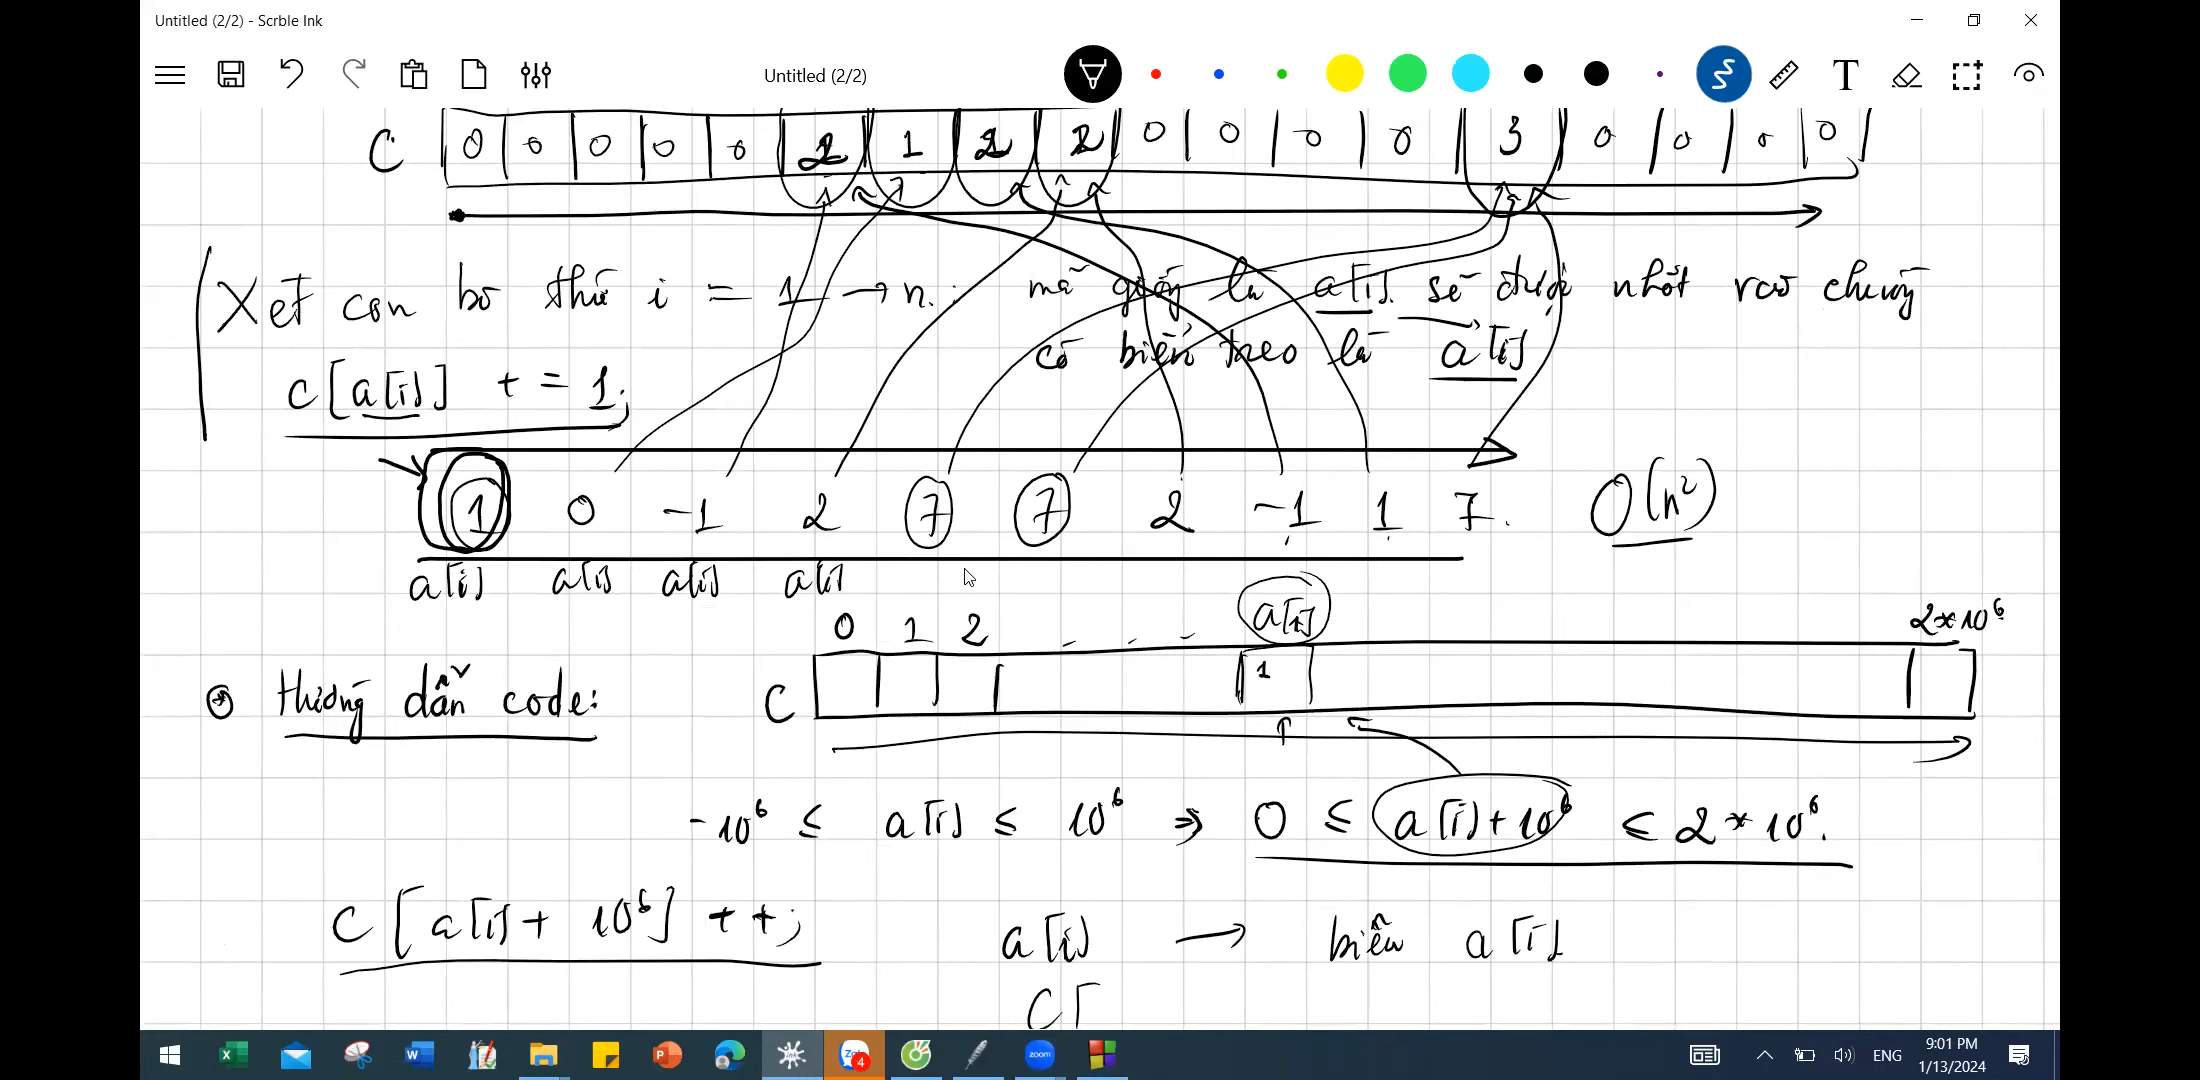 Untitled (2/2) - Scrble Ink
Untitled (2/2)
T
C 0 0 0 0 0 2 1 2 2 0 0 0 0 3 0 0 0 0
Xét con bò thứ i = 1 → n : mã giống là a[i] sẽ được nhốt vào chuồng
có biển treo là a[i]
C[a[i]] += 1;
1 0 -1 2 7 7 2 -1 1 7. O(n²)
a[i] a[i] a[i] a[i]
0 1 2 - - - a[i] 2*10⁶
Hướng dẫn code: C 1
-10⁶ ≤ a[i] ≤ 10⁶ ⇒ 0 ≤ a[i]+10⁶ ≤ 2*10⁶.
C[a[i]+ 10⁶]++; a[i] → biển a[i]
C[
zoom
4
ENG
9:01 PM
1/13/2024